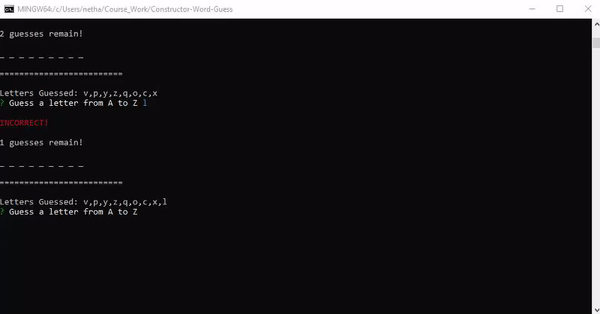 MINGW64:/c/Users/netha/Course_Work/Constructor-Word-Guess
2 guesses remain!
_ _ _ _ _ _ _ _ _
=========================
Letters Guessed: v,p,y,z,q,o,c,x
? Guess a letter from A to Z l
INCORRECT!
1 guesses remain!
_ _ _ _ _ _ _ _ _
=========================
Letters Guessed: v,p,y,z,q,o,c,x,l
? Guess a letter from A to Z